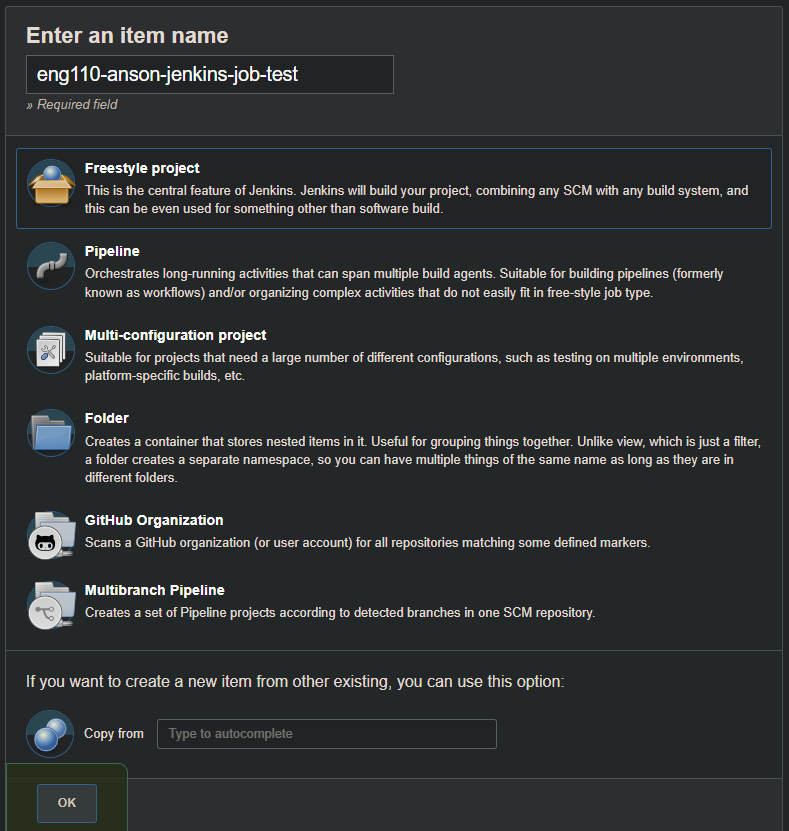 Enter an item name
eng110-anson-jenkins-job-test
» Required field
Freestyle project
This is the central feature of Jenkins. Jenkins will build your project, combining any SCM with any build system, and
this can be even used for something other than software build.
Pipeline
Orchestrates long-running activities that can span multiple build agents. Suitable for building pipelines (formerly
known as workflows) and/or organizing complex activities that do not easily fit in free-style job type.
Multi-configuration project
Suitable for projects that need a large number of different configurations, such as testing on multiple environments,
platform-specific builds, etc.
Folder
Creates a container that stores nested items in it. Useful for grouping things together. Unlike view, which is just a filter,
a folder creates a separate namespace, so you can have multiple things of the same name as long as they are in
different folders.
GitHub Organization
Scans a GitHub organization (or user account) for all repositories matching some defined markers.
Multibranch Pipeline
Creates a set of Pipeline projects according to detected branches in one SCM repository.
If you want to create a new item from other existing, you can use this option:
Copy from Type to autocomplete
OK